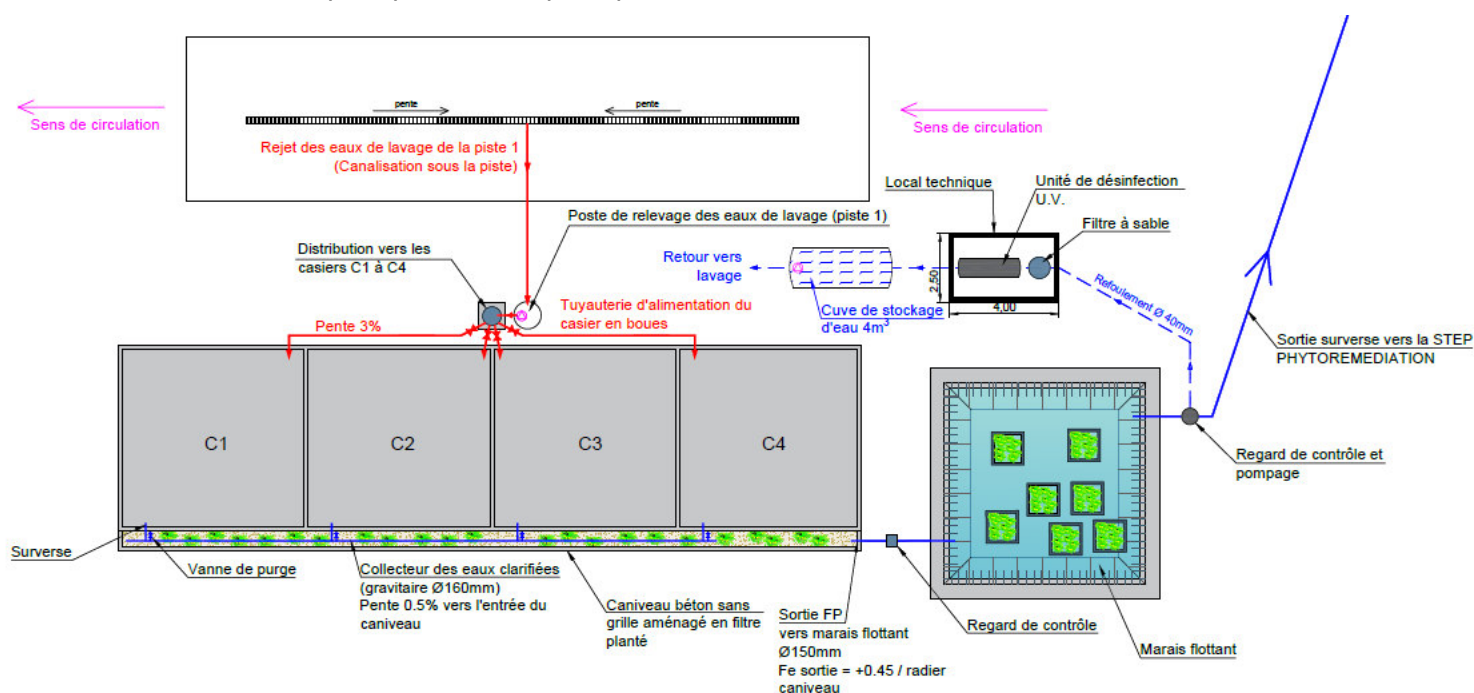 pente
pente
Sens de circulation
Sens de circulation
Rejet des eaux de lavage de la piste 1
(Canalisation sous la piste)
Local technique
Unité de désinfection
U.V.
Filtre à sable
Poste de relevage des eaux de lavage (piste 1)
Distribution vers les
casiers C1 à C4
Retour vers
lavage
2,50
4,00
Refoulement Ø 40mm
Cuve de stockage
d'eau 4m³
Tuyauterie d'alimentation du
casier en boues
Pente 3%
Sortie surverse vers la STEP
PHYTOREMEDIATION
C1
C2
C3
C4
Regard de contrôle et
pompage
Surverse
Vanne de purge
Collecteur des eaux clarifiées
(gravitaire Ø160mm)
Pente 0.5% vers l'entrée du
caniveau
Caniveau béton sans
grille aménagé en filtre
planté
Sortie FP
vers marais flottant
Ø150mm
Fe sortie = +0.45 / radier
caniveau
Regard de contrôle
Marais flottant